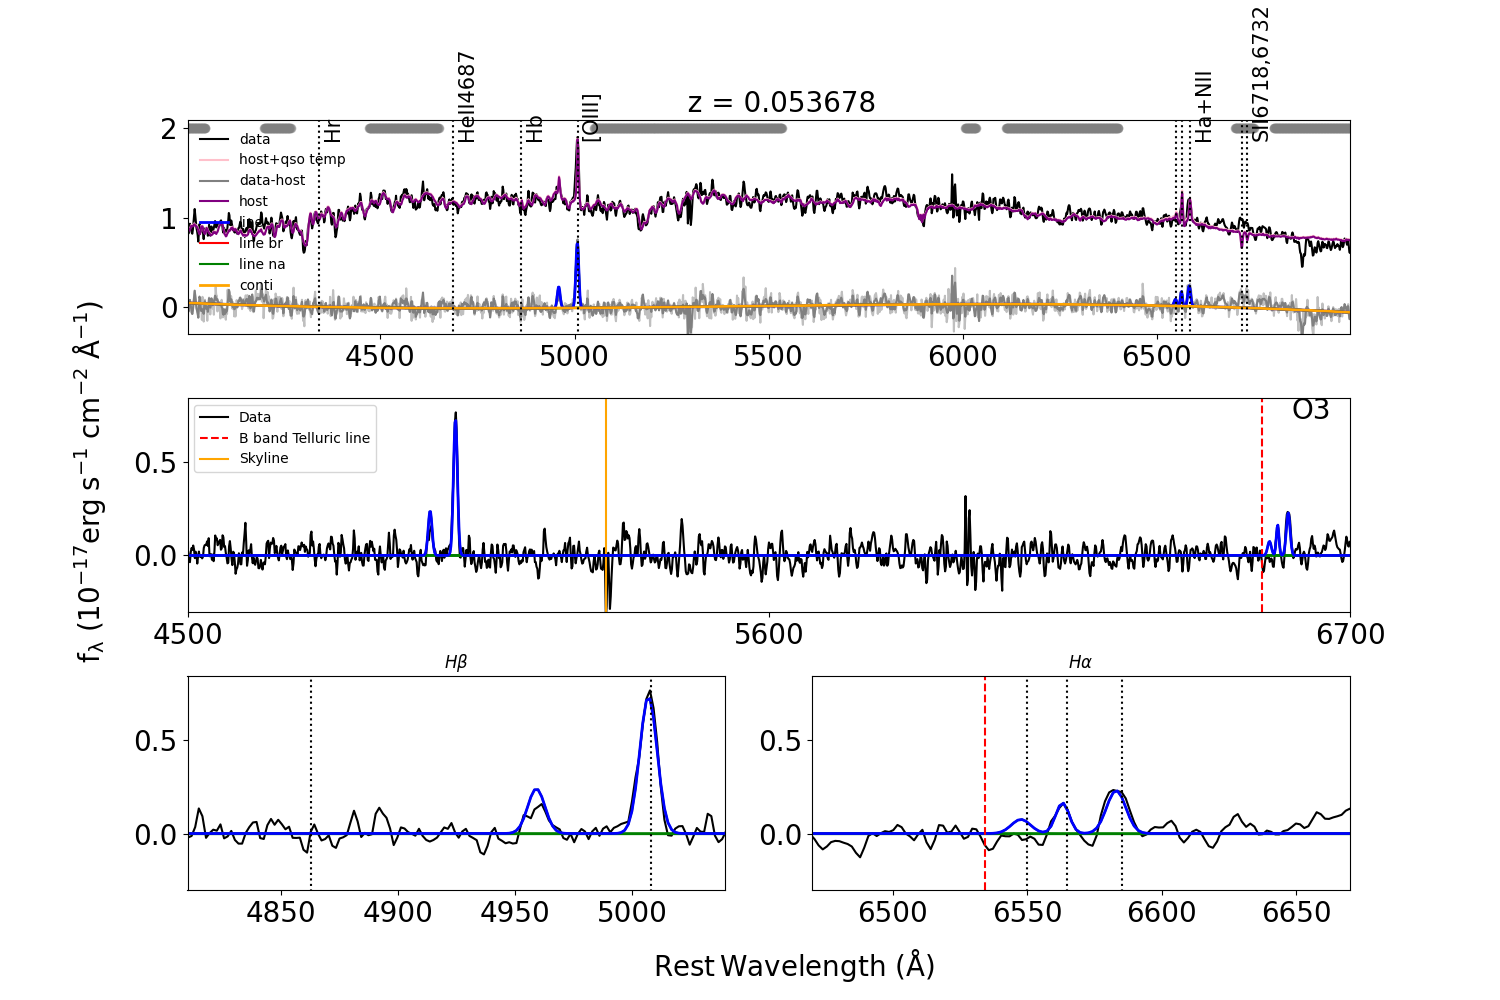 z = 0.053678
Hr
HeII4687
Hb
[OIII]
Ha+NII
SII6718,6732
data
host+qso temp
data-host
host
line
line br
line na
conti
2
1
0
4500 5000 5500 6000 6500
fλ (10⁻¹⁷erg s⁻¹ cm⁻² Å⁻¹)
O3
Data
B band Telluric line
Skyline
0.5
0.0
4500 5600 6700
Hβ
0.5
0.0
4850 4900 4950 5000
Hα
0.5
0.0
6500 6550 6600 6650
Rest Wavelength (Å)